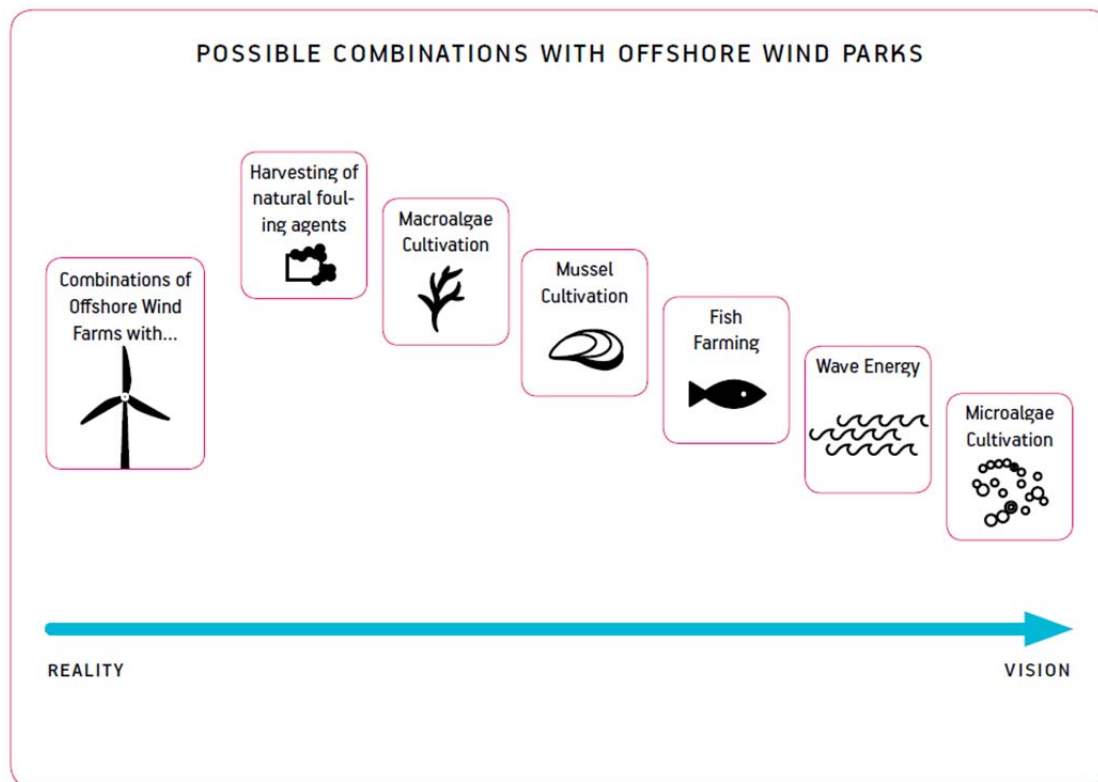 POSSIBLE COMBINATIONS WITH OFFSHORE WIND PARKS
Combinations of
Offshore Wind
Farms with...
Harvesting of
natural foul-
ing agents
Macroalgae
Cultivation
Mussel
Cultivation
Fish
Farming
Wave Energy
Microalgae
Cultivation
REALITY
VISION